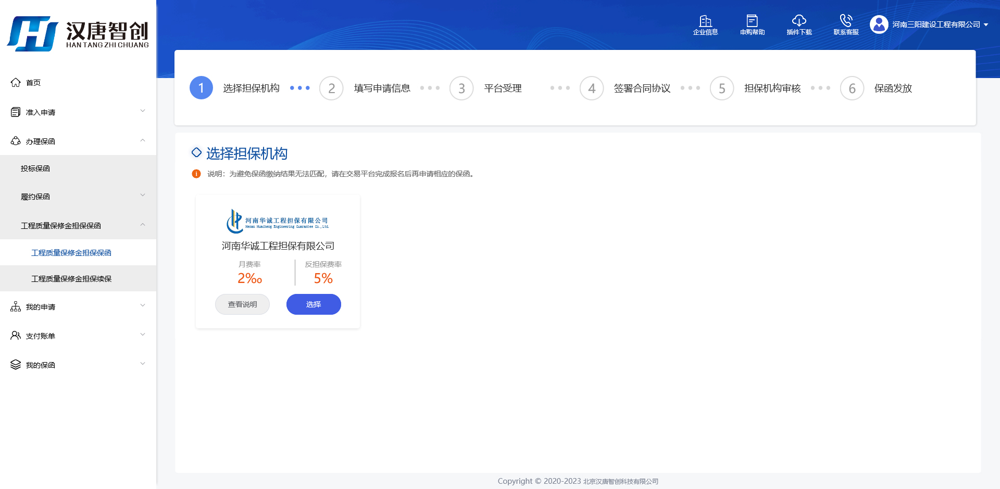 汉唐智创
HAN TANG ZHI CHUANG
企业信息
申购帮助
插件下载
联系客服
河南三阳建设工程有限公司
首页
准入申请
办理保函
投标保函
履约保函
工程质量保修金担保保函
工程质量保修金担保保函
工程质量保修金担保续保
我的申请
支付账单
我的保函
1 选择担保机构
2 填写申请信息
3 平台受理
4 签署合同协议
5 担保机构审核
6 保函发放
选择担保机构
说明：为避免保函缴纳结果无法匹配，请在交易平台完成报名后再申请相应的保函。
河南华诚工程担保有限公司
Henan Huacheng Engineering Guarantee Co.,Ltd.
河南华诚工程担保有限公司
月费率 反担保费率
2‰ 5%
查看说明 选择
Copyright © 2020-2023 北京汉唐智创科技有限公司